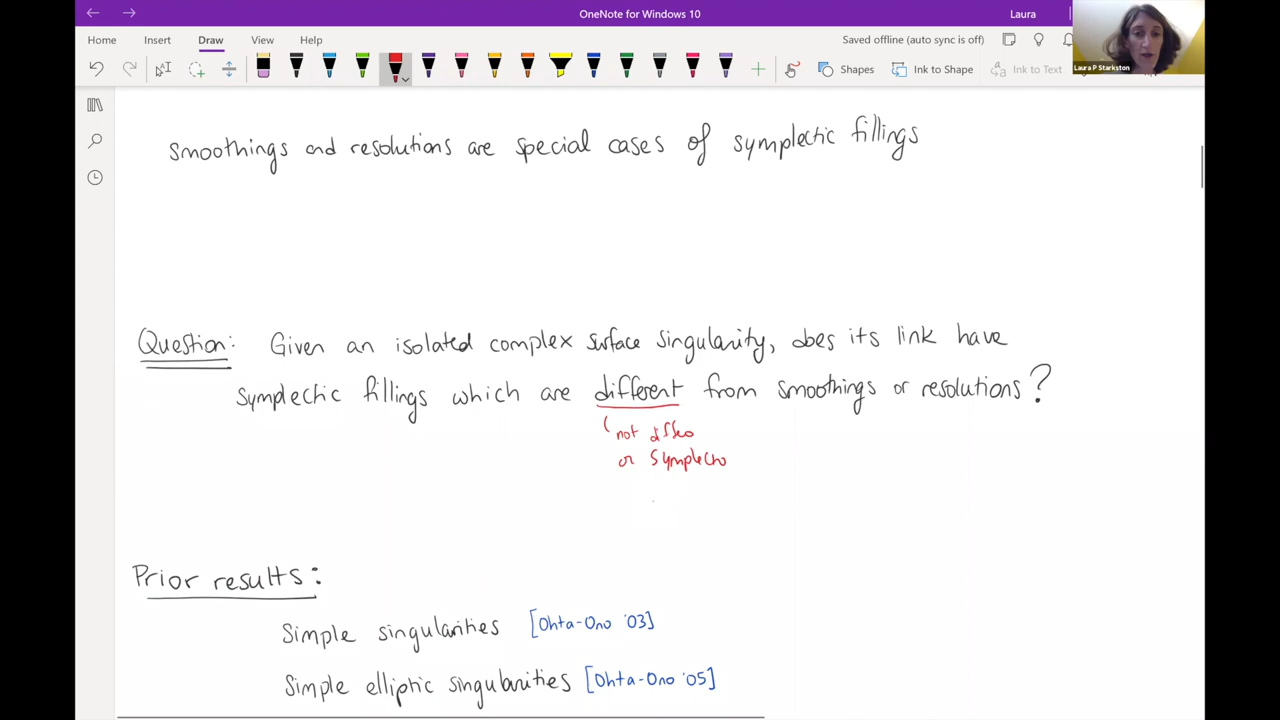 OneNote for Windows 10
Laura
Home
Insert
Draw
View
Help
Saved offline (auto sync is off)
Laura P Starkston
Shapes
Ink to Shape
Ink to Text
smoothings and resolutions are special cases of symplectic fillings
Question: Given an isolated complex surface singularity, does its link have
symplectic fillings which are different from smoothings or resolutions?
(not diffeo
or symplecto
Prior results:
Simple singularities [Ohta-Ono '03]
Simple elliptic singularities [Ohta-Ono '05]